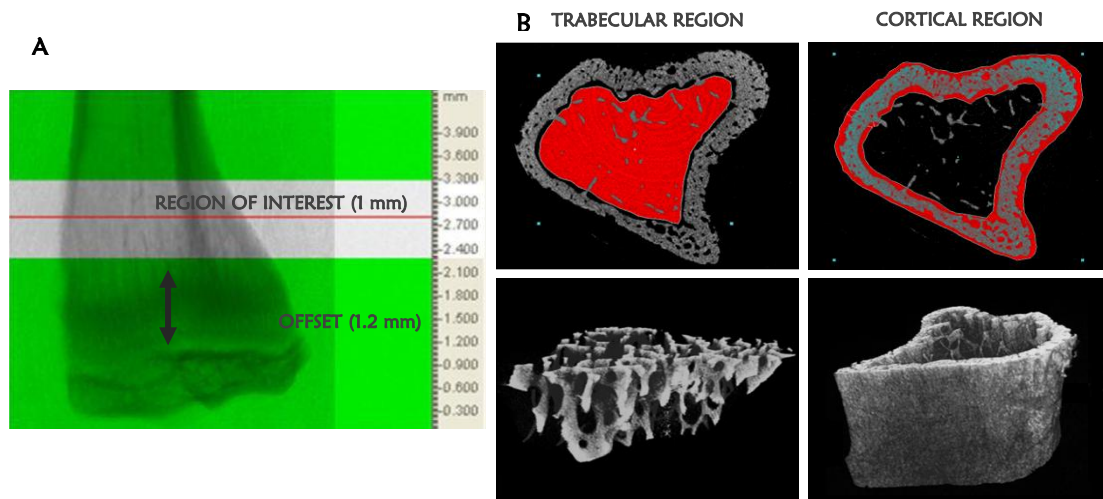 A
B
TRABECULAR REGION
CORTICAL REGION
mm
3.900
3.600
3.300
REGION OF INTEREST (1 mm)
3.000
2.700
2.400
2.100
1.800
OFFSET (1.2 mm)
1.500
1.200
0.900
0.600
0.300